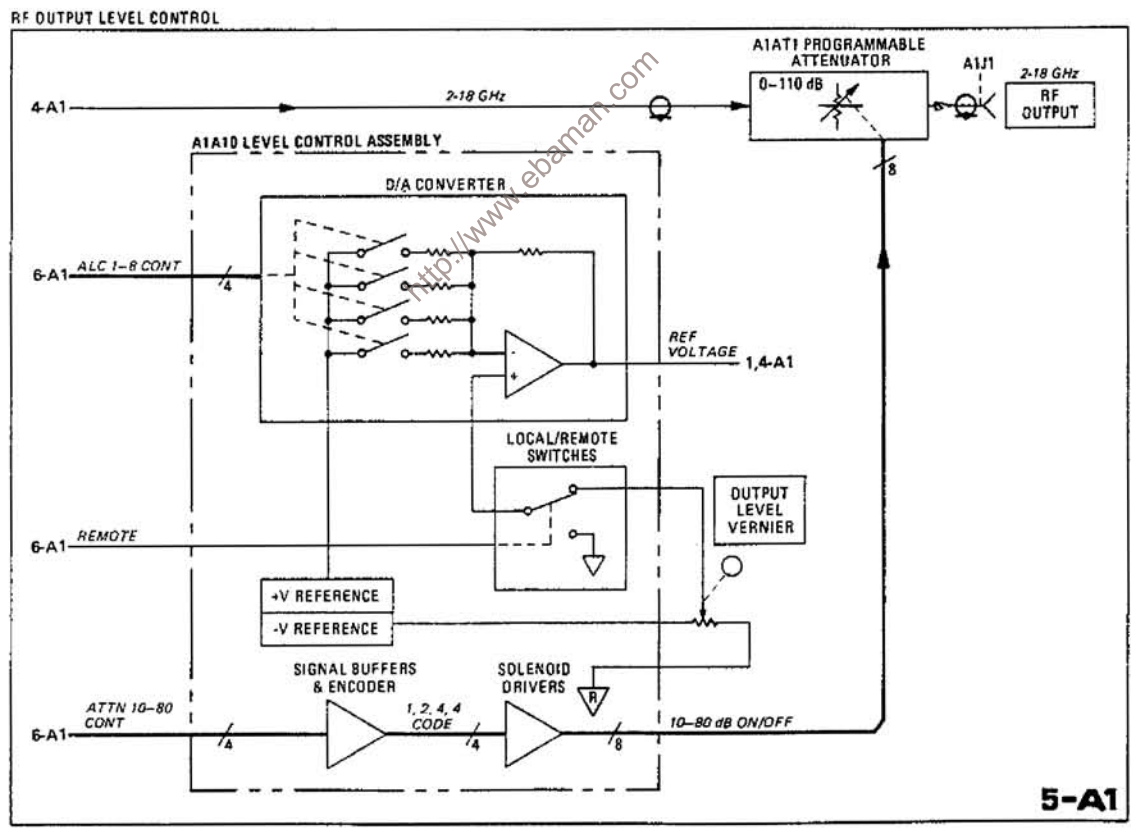 RF OUTPUT LEVEL CONTROL
A1AT1 PROGRAMMABLE
ATTENUATOR
A1J1
0-110 dB
2-18 GHz
RF
OUTPUT
4-A1
2-18 GHz
8
http://www.ebaman.com
A1A10 LEVEL CONTROL ASSEMBLY
D/A CONVERTER
6-A1
ALC 1-8 CONT
4
-
+
REF
VOLTAGE
1,4-A1
LOCAL/REMOTE
SWITCHES
OUTPUT
LEVEL
VERNIER
6-A1
REMOTE
+V REFERENCE
-V REFERENCE
SIGNAL BUFFERS
& ENCODER
SOLENOID
DRIVERS
R
ATTN 10-80
CONT
6-A1
4
1, 2, 4, 4
CODE
4
8
10-80 dB ON/OFF
5-A1